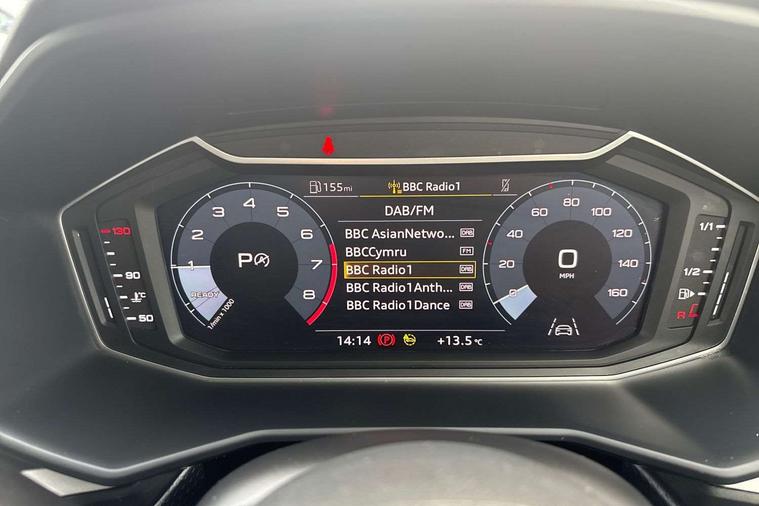 155mi BBC Radio1
DAB/FM
BBC AsianNetwo... DAB
BBCCymru FM
BBC Radio1 DAB
BBC Radio1Anth... DAB
BBC Radio1Dance DAB
14:14 P +13.5°C
1 2 3 4 5 6 7 8
READY
1/min x 1000
P A
0 20 40 60 80 100 120 140 160
0
MPH
130
90
°C
50
1/1
1/2
R